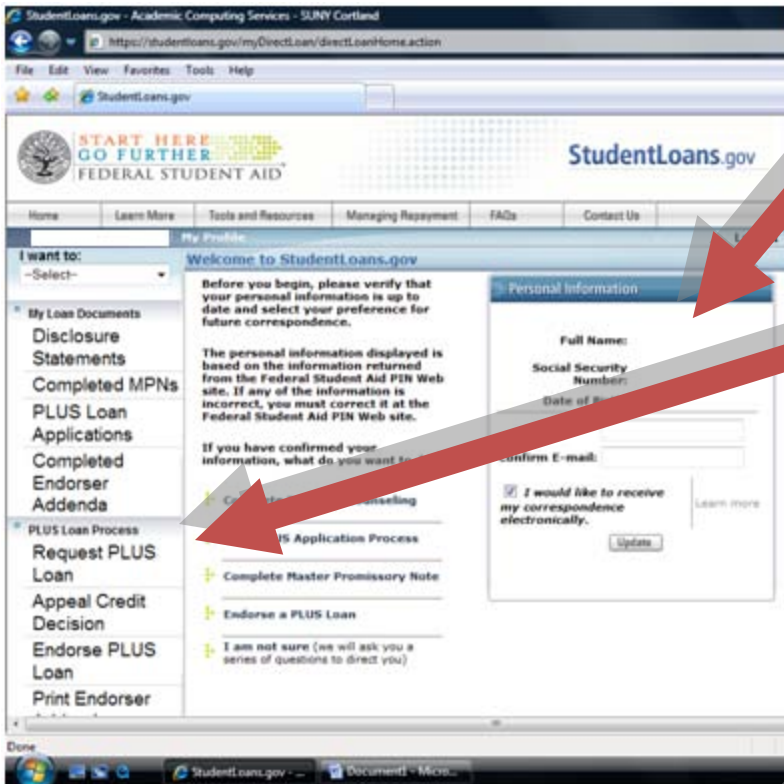 StudentLoans.gov - Academic Computing Services - SUNY Cortland
https://studentloans.gov/myDirectLoan/directLoanHome.action
File Edit View Favorites Tools Help
StudentLoans.gov
START HERE
GO FURTHER
FEDERAL STUDENT AID
StudentLoans.gov
Home Learn More Tools and Resources Managing Repayment FAQs Contact Us
My Profile
I want to:
-Select-
My Loan Documents
Disclosure
Statements
Completed MPNs
PLUS Loan
Applications
Completed
Endorser
Addenda
PLUS Loan Process
Request PLUS
Loan
Appeal Credit
Decision
Endorse PLUS
Loan
Print Endorser
Welcome to StudentLoans.gov
Before you begin, please verify that
your personal information is up to
date and select your preference for
future correspondence.
The personal information displayed is
based on the information returned
from the Federal Student Aid PIN Web
site. If any of the information is
incorrect, you must correct it at the
Federal Student Aid PIN Web site.
If you have confirmed your
information, what do you want to
Application Process
Complete Master Promissory Note
Endorse a PLUS Loan
I am not sure (we will ask you a
series of questions to direct you)
Personal Information
Full Name:
Social Security
Number:
Date of
Confirm E-mail:
I would like to receive
my correspondence
electronically.
Learn more
Update
Done
StudentLoans.gov - ... Document1 - Micro...